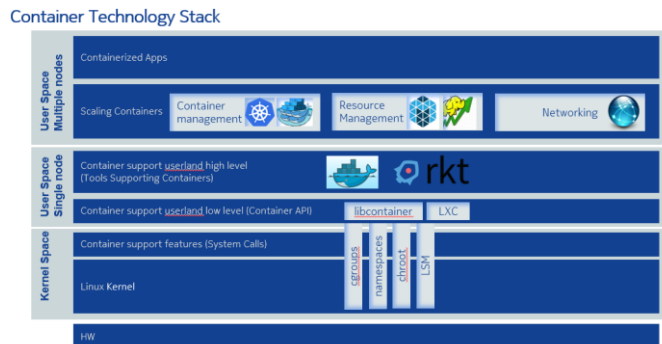 Container Technology Stack
User Space
Multiple nodes
Containerized Apps
Scaling Containers
Container
management
Resource
Management
Networking
User Space
Single node
Container support userland high level
(Tools Supporting Containers)
rkt
Container support userland low level (Container API)
libcontainer
LXC
Kernel Space
Container support features (System Calls)
cgroups
namespaces
chroot
LSM
Linux Kernel
HW